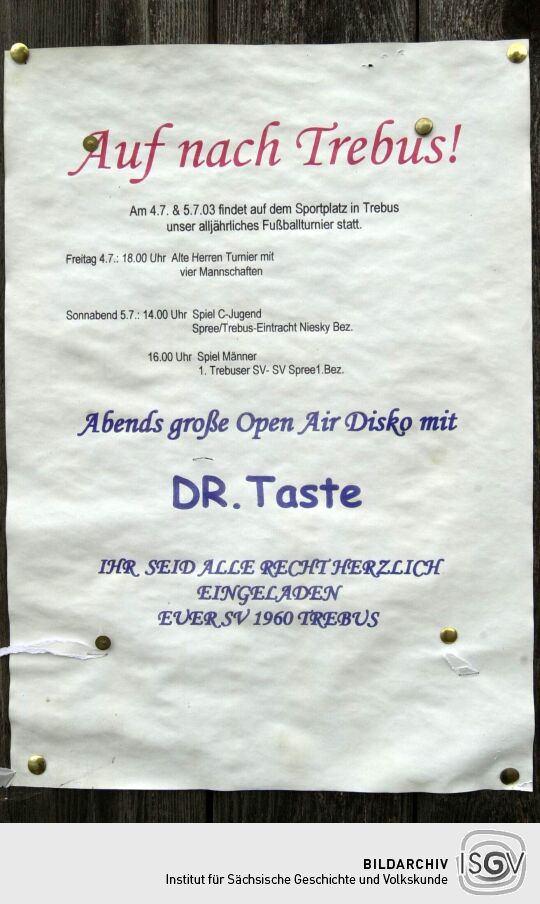 Auf nach Trebus!
Am 4.7. & 5.7.03 findet auf dem Sportplatz in Trebus
unser alljährliches Fußballturnier statt.
Freitag 4.7.: 18.00 Uhr Alte Herren Turnier mit
vier Mannschaften
Sonnabend 5.7.: 14.00 Uhr Spiel C-Jugend
Spree/Trebus-Eintracht Niesky Bez.
16.00 Uhr Spiel Männer
1. Trebuser SV- SV Spree1.Bez.
Abends große Open Air Disko mit
DR.Taste
IHR SEID ALLE RECHT HERZLICH
EINGELADEN
EUER SV 1960 TREBUS
BILDARCHIV
Institut für Sächsische Geschichte und Volkskunde
ISGV